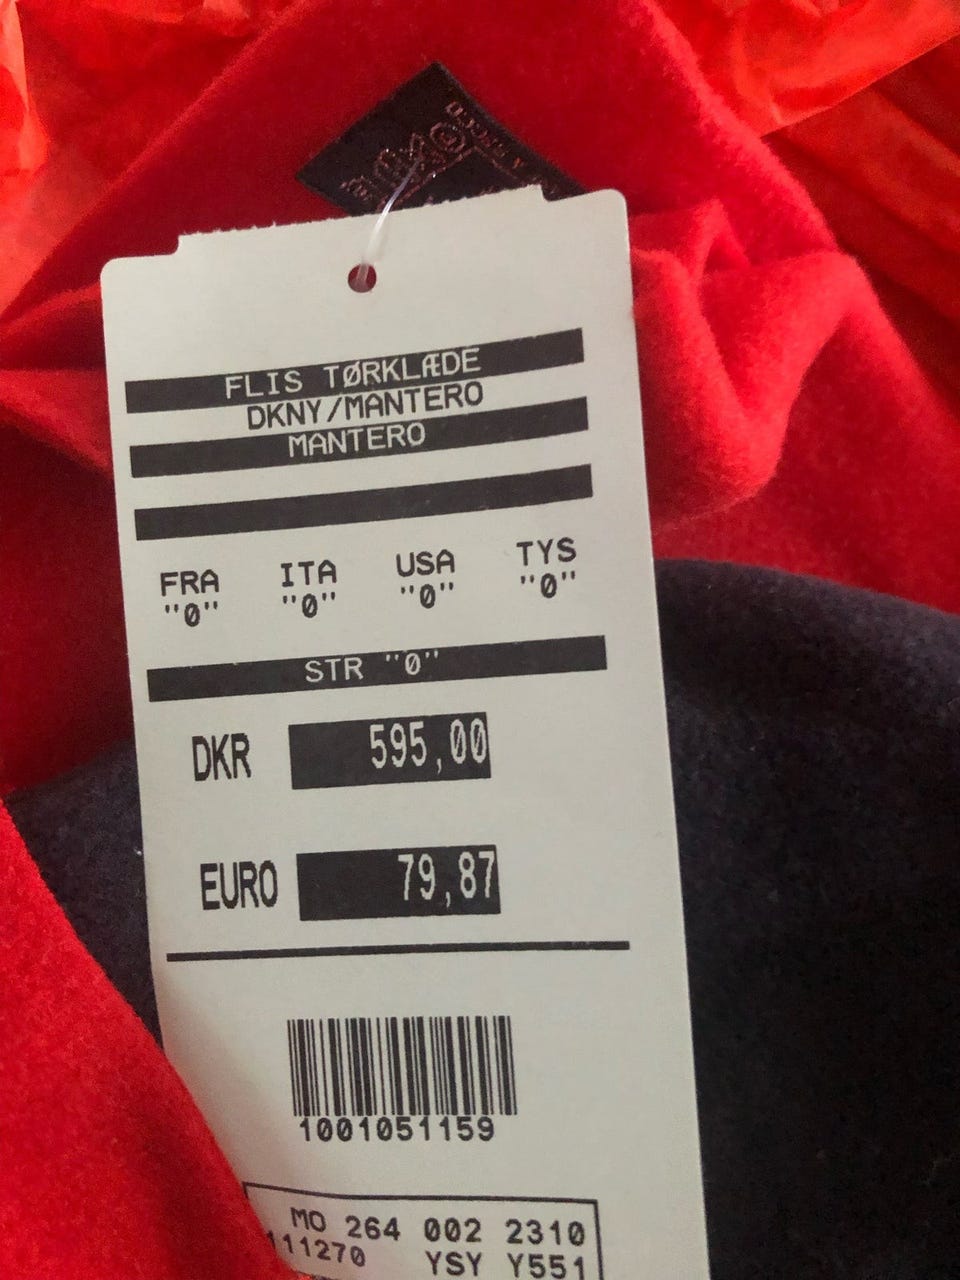 FLIS TØRKLÆDE
DKNY/MANTERO
MANTERO
FRA ITA USA TYS
"0" "0" "0" "0"
STR "0"
DKR 595,00
EURO 79,87
1001051159
MO 264 002 2310
111270 YSY Y551